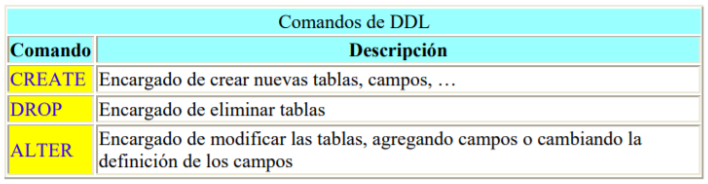 Comandos de DDL
Comando Descripción
CREATE Encargado de crear nuevas tablas, campos, …
DROP Encargado de eliminar tablas
ALTER Encargado de modificar las tablas, agregando campos o cambiando la
definición de los campos